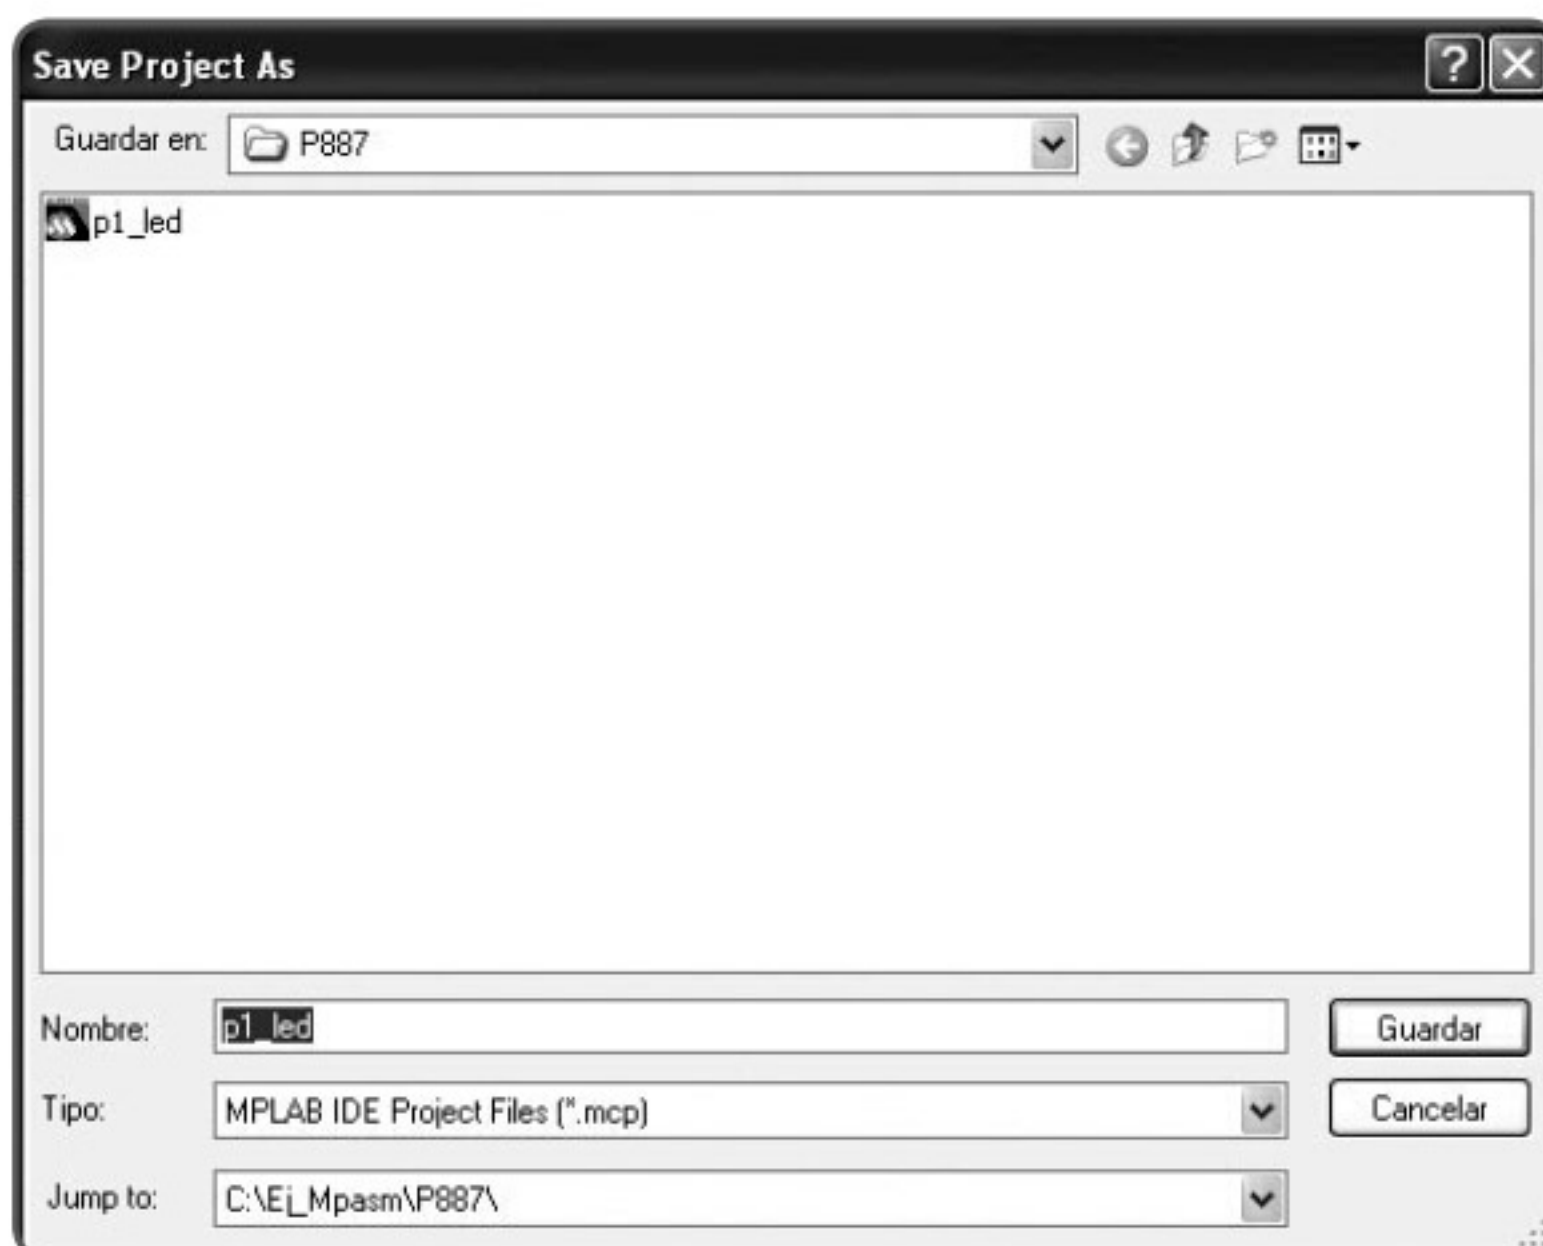 Save Project As
Guardar en: P887
p1_led
Nombre: p1_led Guardar
Tipo: MPLAB IDE Project Files (*.mcp) Cancelar
Jump to: C:\Ej_Mpasm\P887\